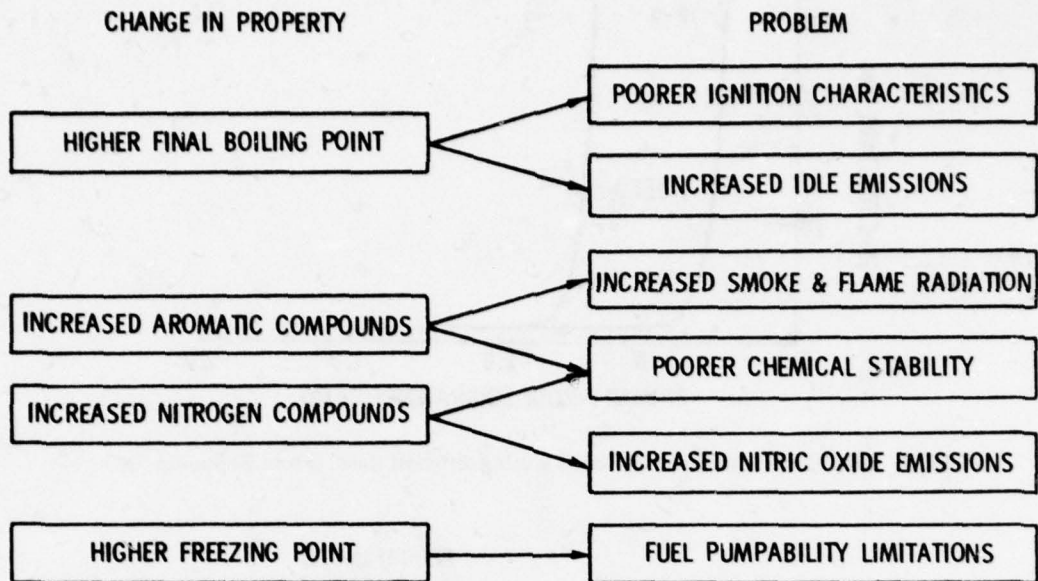 CHANGE IN PROPERTY
PROBLEM
HIGHER FINAL BOILING POINT
POORER IGNITION CHARACTERISTICS
INCREASED IDLE EMISSIONS
INCREASED AROMATIC COMPOUNDS
INCREASED SMOKE & FLAME RADIATION
POORER CHEMICAL STABILITY
INCREASED NITROGEN COMPOUNDS
INCREASED NITRIC OXIDE EMISSIONS
HIGHER FREEZING POINT
FUEL PUMPABILITY LIMITATIONS